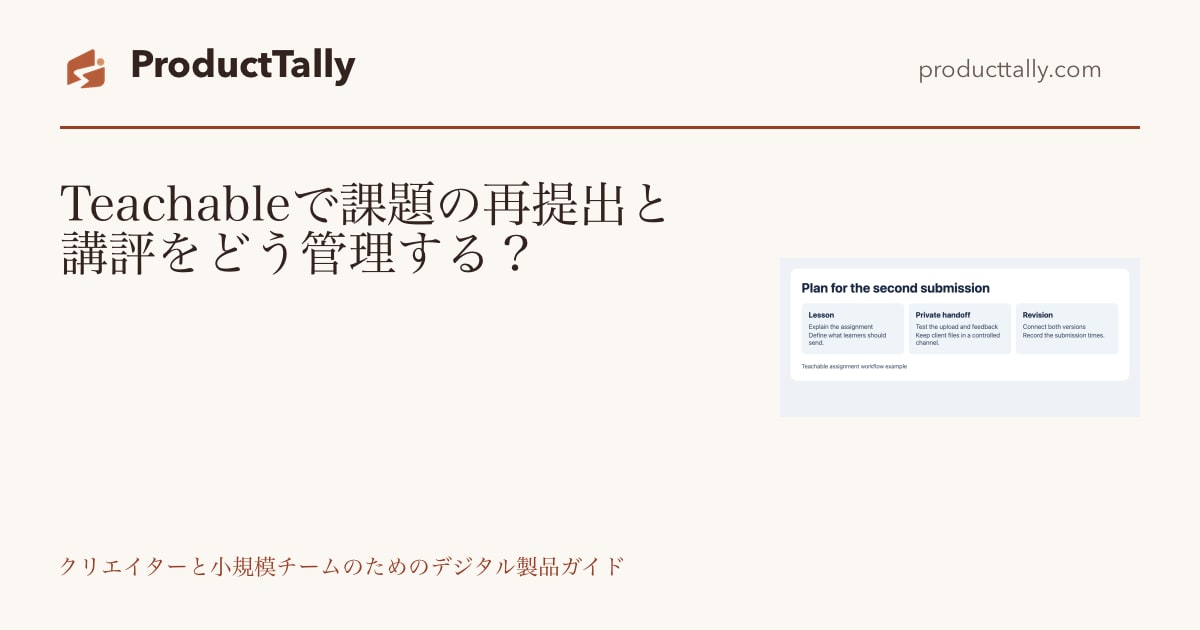 ProductTally
producttally.com
Teachableで課題の再提出と
講評をどう管理する？
Plan for the second submission
Lesson
Explain the assignment
Define what learners should
send.
Private handoff
Test the upload and feedback
Keep client files in a controlled
channel.
Revision
Connect both versions
Record the submission times.
Teachable assignment workflow example
クリエイターと小規模チームのためのデジタル製品ガイド